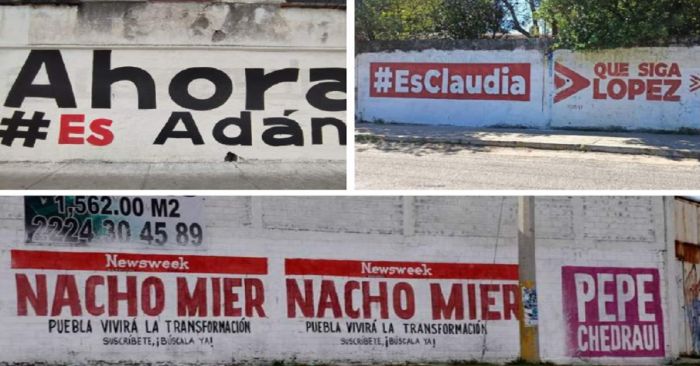 Ahora
#Es Adán
#EsClaudia
QUE SIGA
LOPEZ
1,562.00 M2
2224 30 45 89
Newsweek
NACHO MIER
PUEBLA VIVIRÁ LA TRANSFORMACIÓN
SUSCRÍBETE,¡BÚSCALA YA!
Newsweek
NACHO MIER
PUEBLA VIVIRÁ LA TRANSFORMACIÓN
SUSCRÍBETE,¡BÚSCALA YA!
PEPE
CHEDRAUI